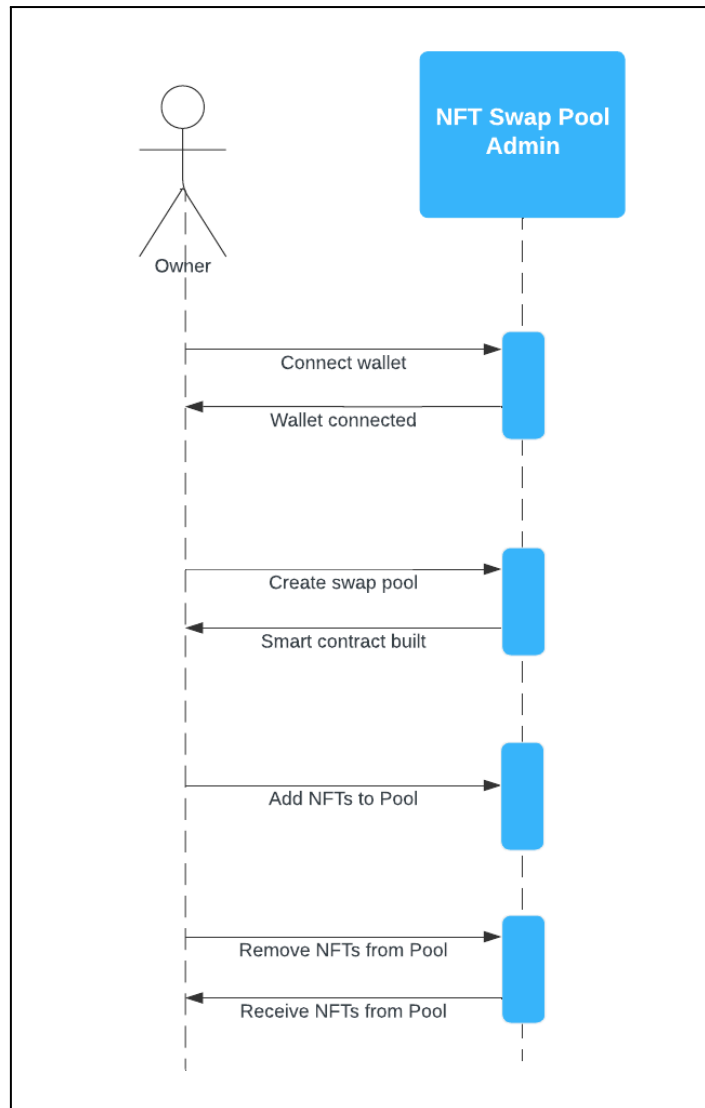 NFT Swap Pool
Admin
Owner
Connect wallet
Wallet connected
Create swap pool
Smart contract built
Add NFTs to Pool
Remove NFTs from Pool
Receive NFTs from Pool